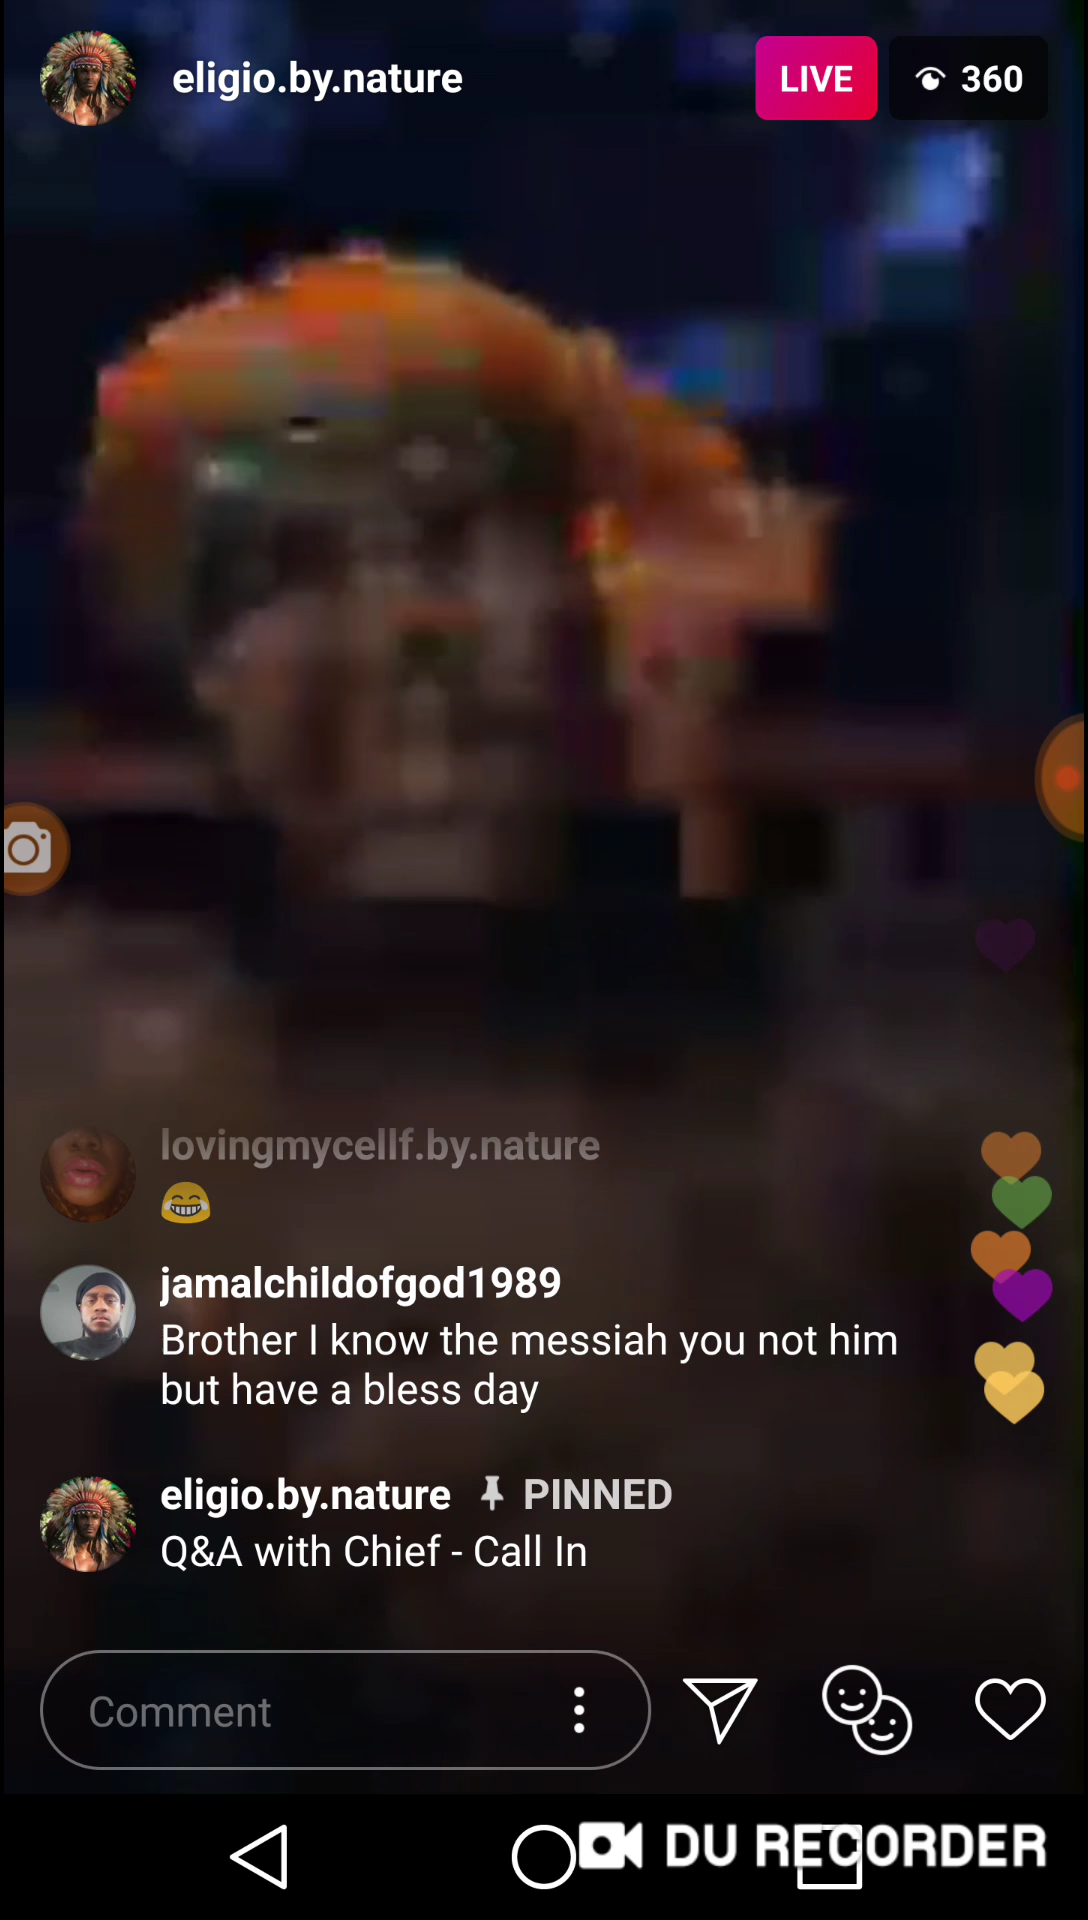 eligio.by.nature
LIVE
360
lovingmycellf.by.nature
😂
jamalchildofgod1989
Brother I know the messiah you not him
but have a bless day
eligio.by.nature PINNED
Q&A with Chief - Call In
Comment
DU RECORDER